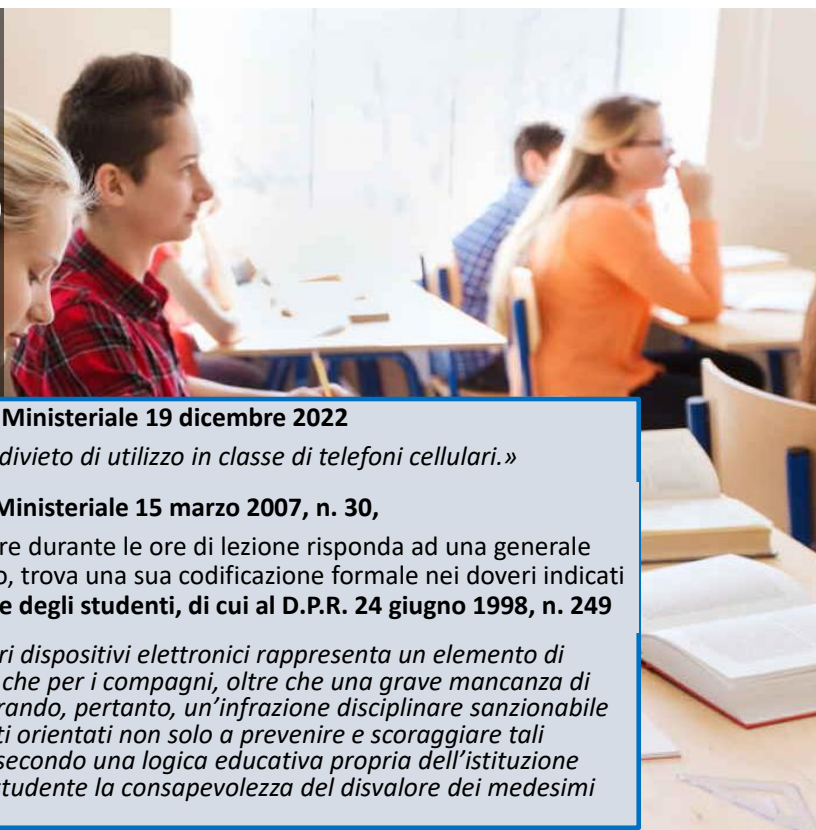 Ministeriale 19 dicembre 2022
divieto di utilizzo in classe di telefoni cellulari.»
Ministeriale 15 marzo 2007, n. 30,
re durante le ore di lezione risponda ad una generale
o, trova una sua codificazione formale nei doveri indicati
e degli studenti, di cui al D.P.R. 24 giugno 1998, n. 249
ri dispositivi elettronici rappresenta un elemento di
che per i compagni, oltre che una grave mancanza di
rando, pertanto, un’infrazione disciplinare sanzionabile
ti orientati non solo a prevenire e scoraggiare tali
secondo una logica educativa propria dell’istituzione
studente la consapevolezza del disvalore dei medesimi